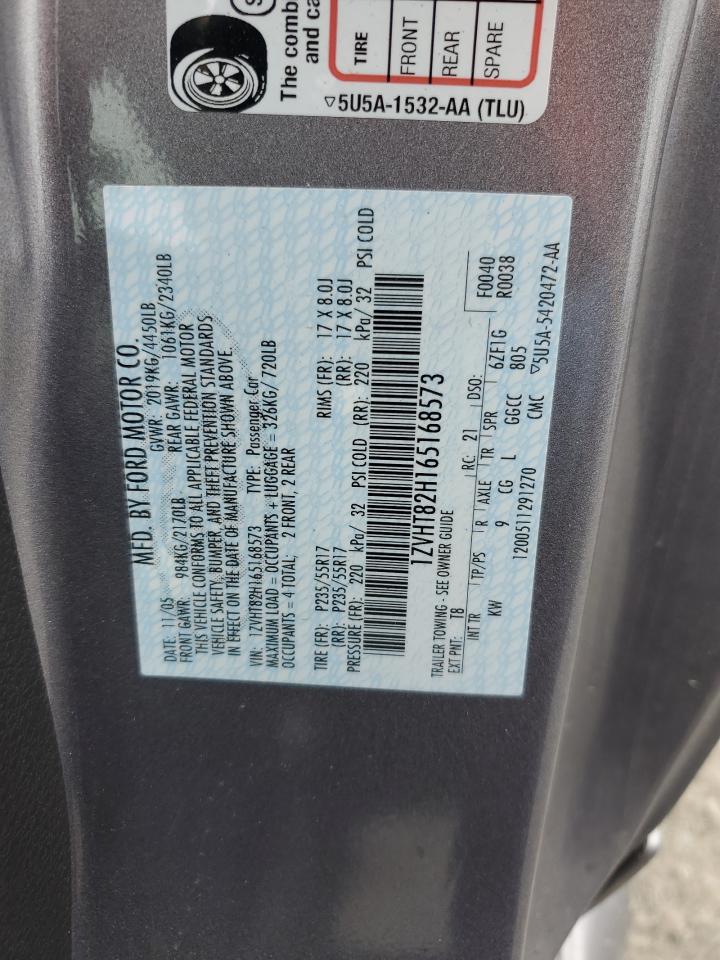 The comb
and ca
TIRE
FRONT
REAR
SPARE
▽5U5A-1532-AA (TLU)
MFD. BY FORD MOTOR CO.
DATE: 11/05 GVWR: 2019KG/4450LB
FRONT GAWR: 984KG/2170LB REAR GAWR: 1061KG/2340LB
THIS VEHICLE CONFORMS TO ALL APPLICABLE FEDERAL MOTOR
VEHICLE SAFETY, BUMPER, AND THEFT PREVENTION STANDARDS
IN EFFECT ON THE DATE OF MANUFACTURE SHOWN ABOVE.
VIN: 1ZVHT82H165168573 TYPE: Passenger Car
MAXIMUM LOAD = OCCUPANTS + LUGGAGE = 326KG/720LB
OCCUPANTS = 4 TOTAL: 2 FRONT, 2 REAR
TIRE (FR): P235/55R17 RIMS (FR): 17 X 8.0J
(RR): P235/55R17 (RR): 17 X 8.0J
PRESSURE (FR): 220 kPa/ 32 PSI COLD (RR): 220 kPa/ 32 PSI COLD
1ZVHT82H165168573
TRAILER TOWING - SEE OWNER GUIDE
EXT PNT: T8 RC: 21 DSO: F0040
R0038
INT TR TP/PS R AXLE TR SPR 6ZF1G
KW 9 CG L GGCC 805
1200511291270 CMC ▽5U5A-5420472-AA